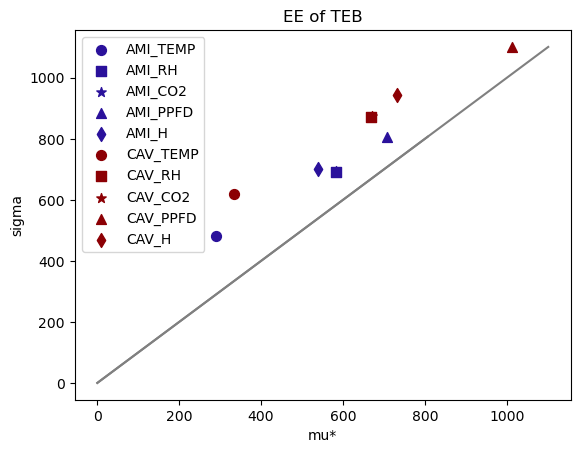 EE of TEB
AMI_TEMP
AMI_RH
AMI_CO2
AMI_PPFD
AMI_H
CAV_TEMP
CAV_RH
CAV_CO2
CAV_PPFD
CAV_H
sigma
1000
800
600
400
200
0
0 200 400 600 800 1000
mu*